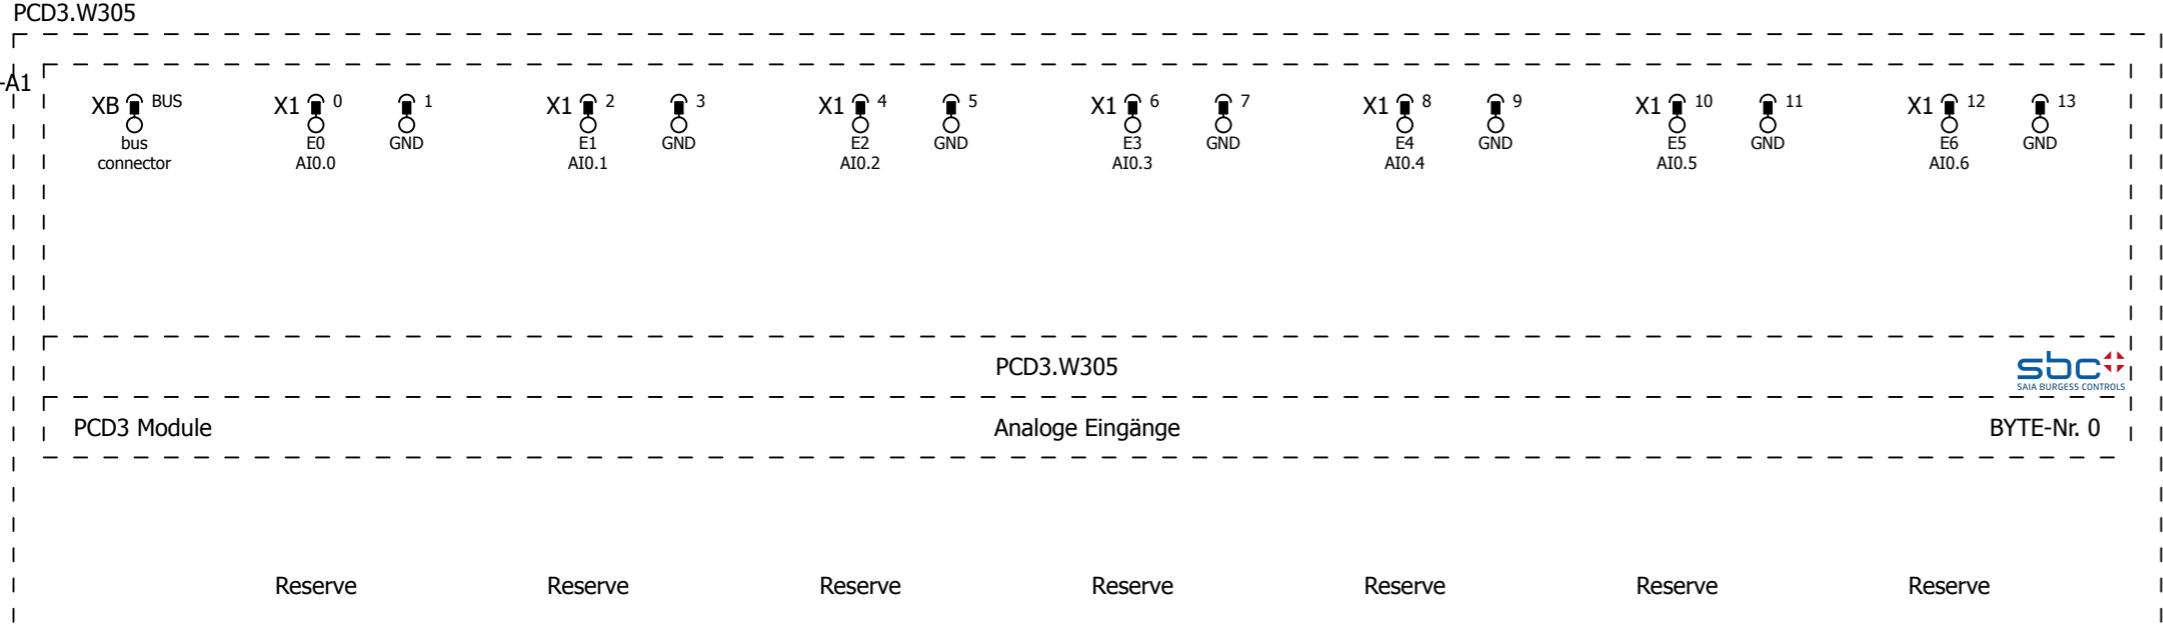 PCD3.W305
-A1
XB BUS X1 0 1 X1 2 3 X1 4 5 X1 6 7 X1 8 9 X1 10 11 X1 12 13
bus E0 GND E1 GND E2 GND E3 GND E4 GND E5 GND E6 GND
connector AI0.0 AI0.1 AI0.2 AI0.3 AI0.4 AI0.5 AI0.6
PCD3.W305
sbc
SAIA BURGESS CONTROLS
PCD3 Module Analoge Eingänge BYTE-Nr. 0
Reserve Reserve Reserve Reserve Reserve Reserve Reserve